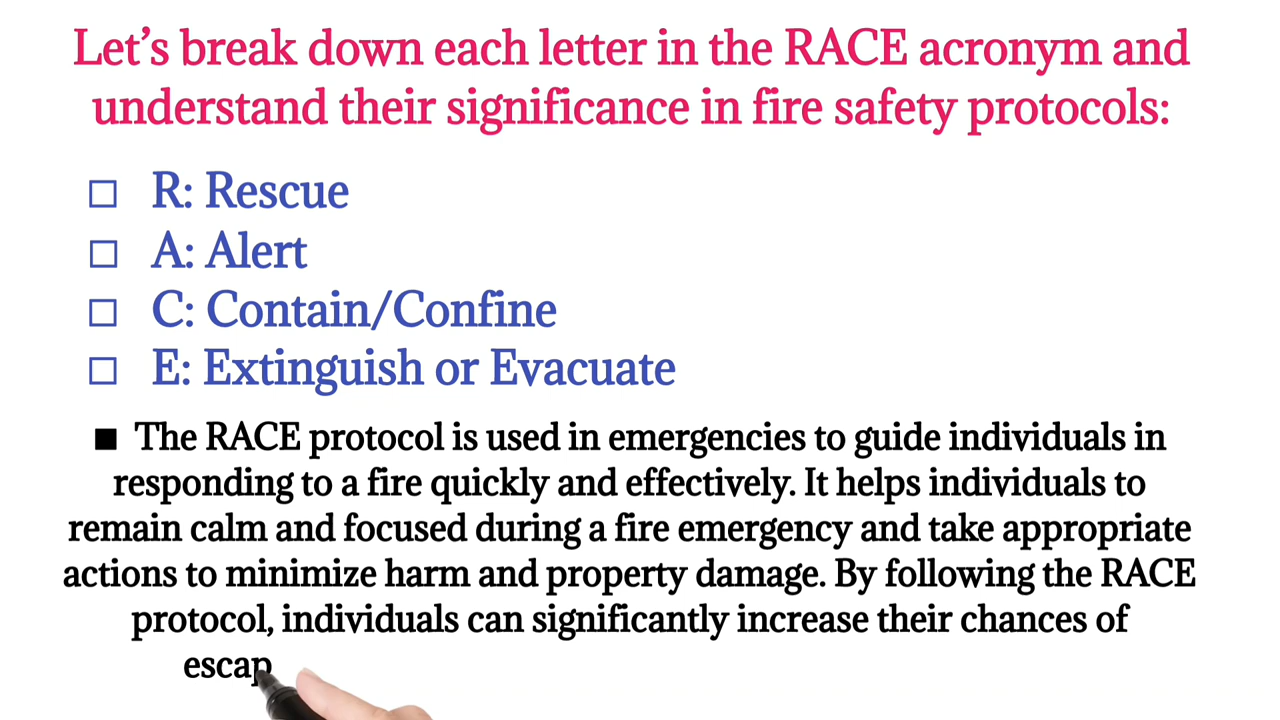 Let's break down each letter in the RACE acronym and
understand their significance in fire safety protocols:
□ R: Rescue
□ A: Alert
□ C: Contain/Confine
□ E: Extinguish or Evacuate
■ The RACE protocol is used in emergencies to guide individuals in
responding to a fire quickly and effectively. It helps individuals to
remain calm and focused during a fire emergency and take appropriate
actions to minimize harm and property damage. By following the RACE
protocol, individuals can significantly increase their chances of
escap